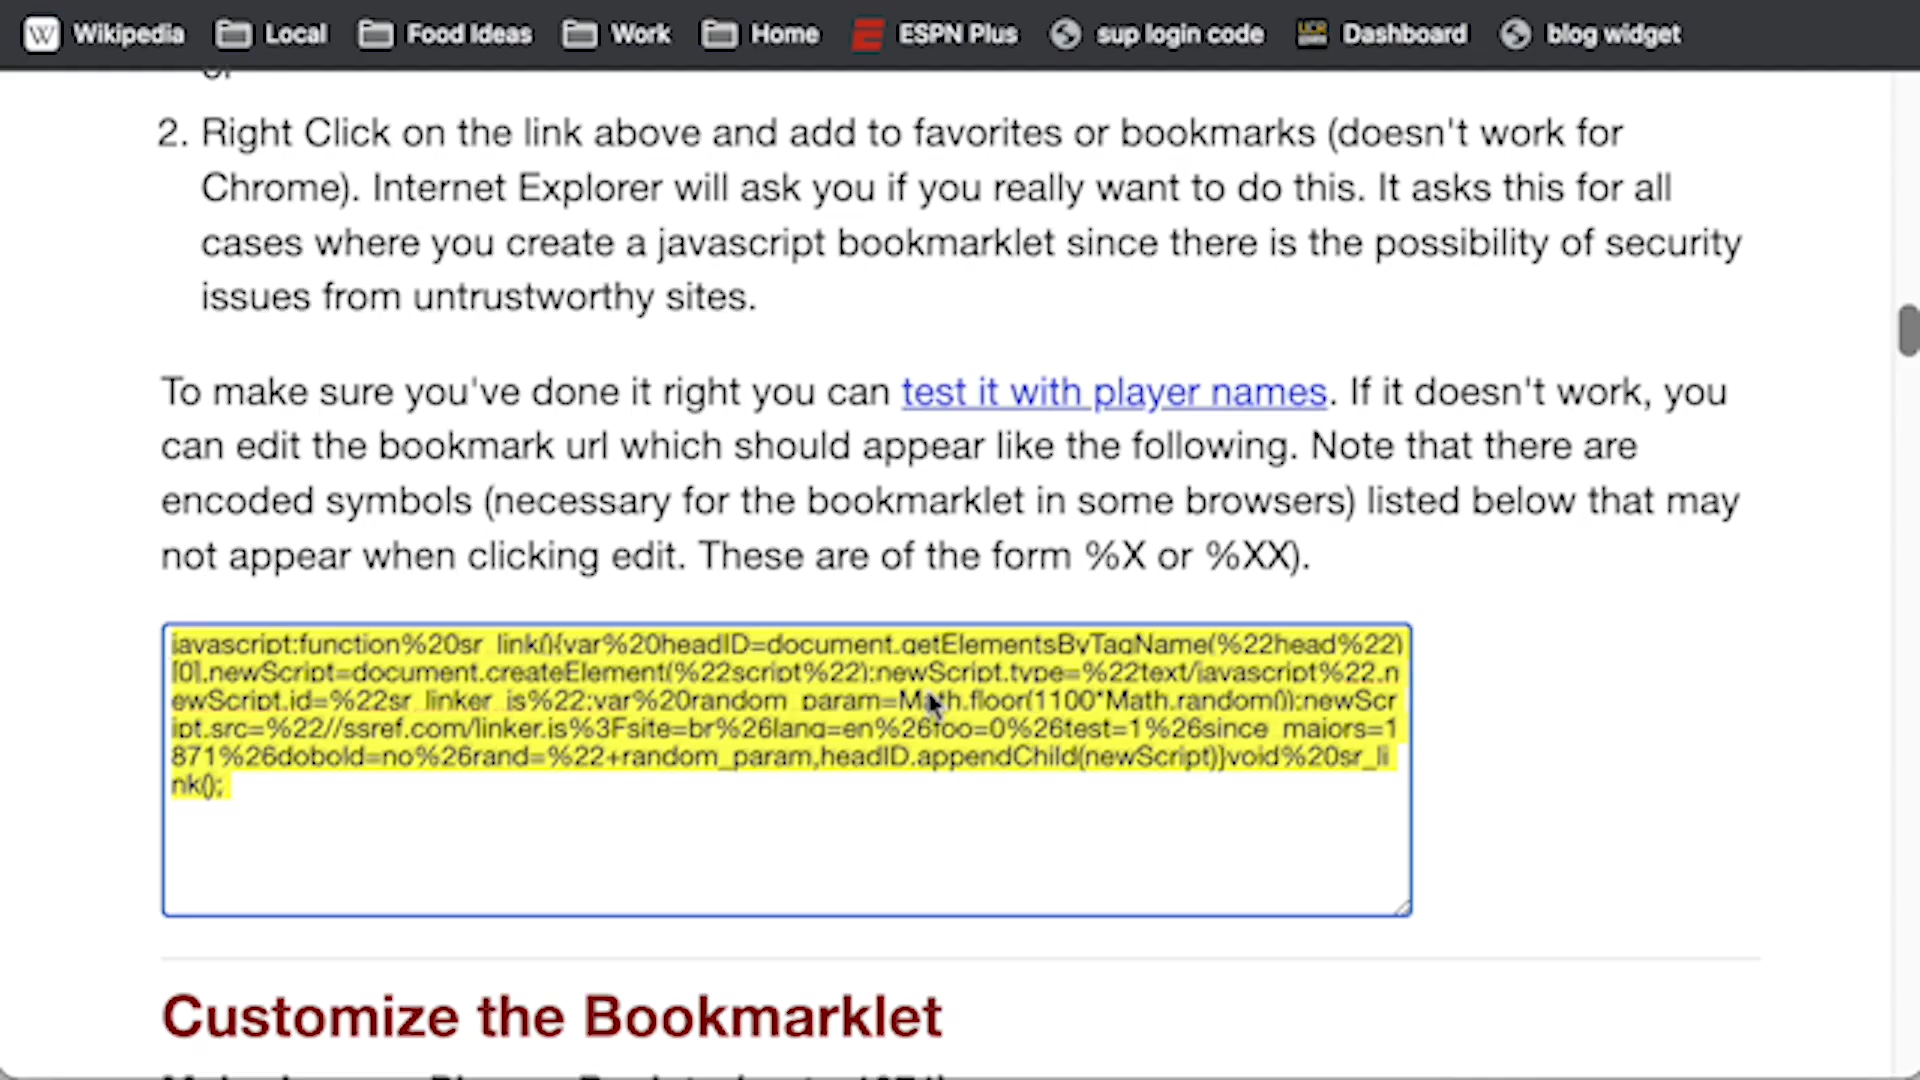 Wikipedia Local Food Ideas Work Home ESPN Plus sup login code UCR Dashboard blog widget
or
2. Right Click on the link above and add to favorites or bookmarks (doesn't work for
Chrome). Internet Explorer will ask you if you really want to do this. It asks this for all
cases where you create a javascript bookmarklet since there is the possibility of security
issues from untrustworthy sites.
To make sure you've done it right you can test it with player names. If it doesn't work, you
can edit the bookmark url which should appear like the following. Note that there are
encoded symbols (necessary for the bookmarklet in some browsers) listed below that may
not appear when clicking edit. These are of the form %X or %XX).
javascript:function%20sr_link(){var%20headID=document.getElementsByTagName(%22head%22)
[0],newScript=document.createElement(%22script%22);newScript.type=%22text/javascript%22,n
ewScript.id=%22sr_linker_js%22;var%20random_param=Math.floor(1100*Math.random());newScr
ipt.src=%22//ssref.com/linker.js%3Fsite=br%26lang=en%26foo=0%26test=1%26since_majors=1
871%26dobold=no%26rand=%22+random_param,headID.appendChild(newScript)}void%20sr_li
nk();
Customize the Bookmarklet